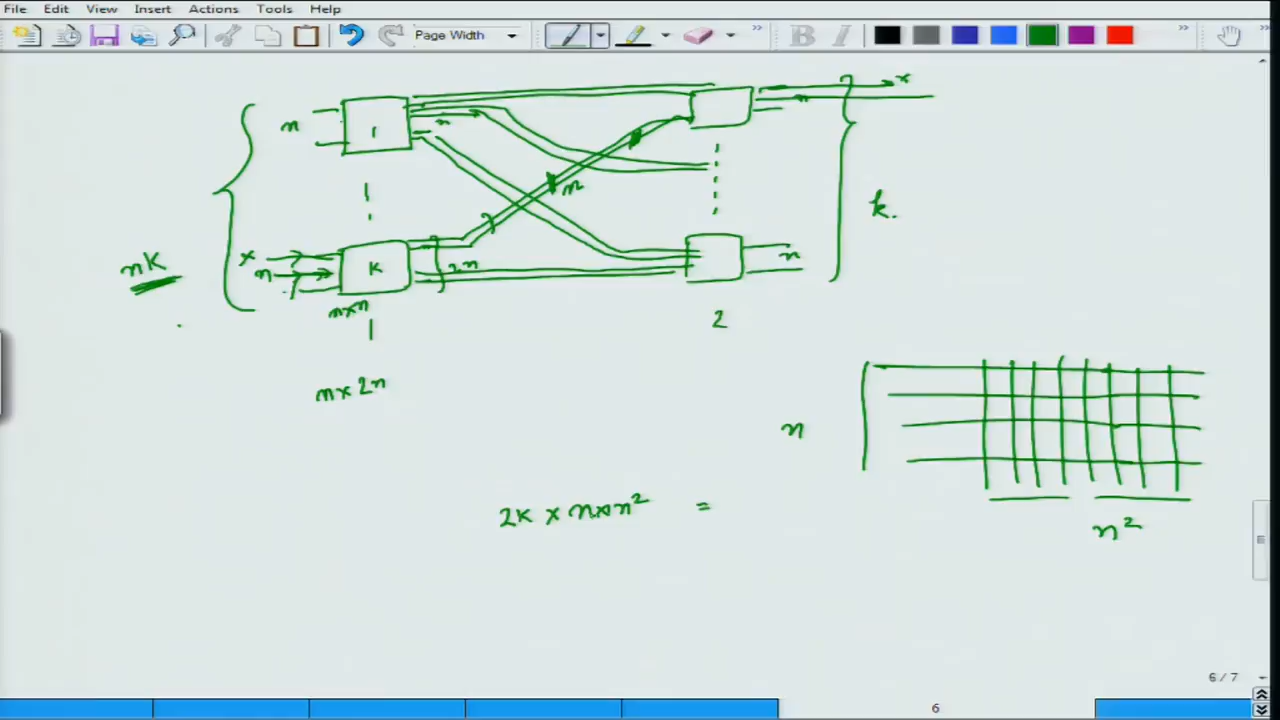 File Edit View Insert Actions Tools Help
Page Width
x
n 1 n n
n² k.
nK x n K 2n n
n×n
1 2
n×2n
n
2K × n×n² =
n²
6 / 7
6